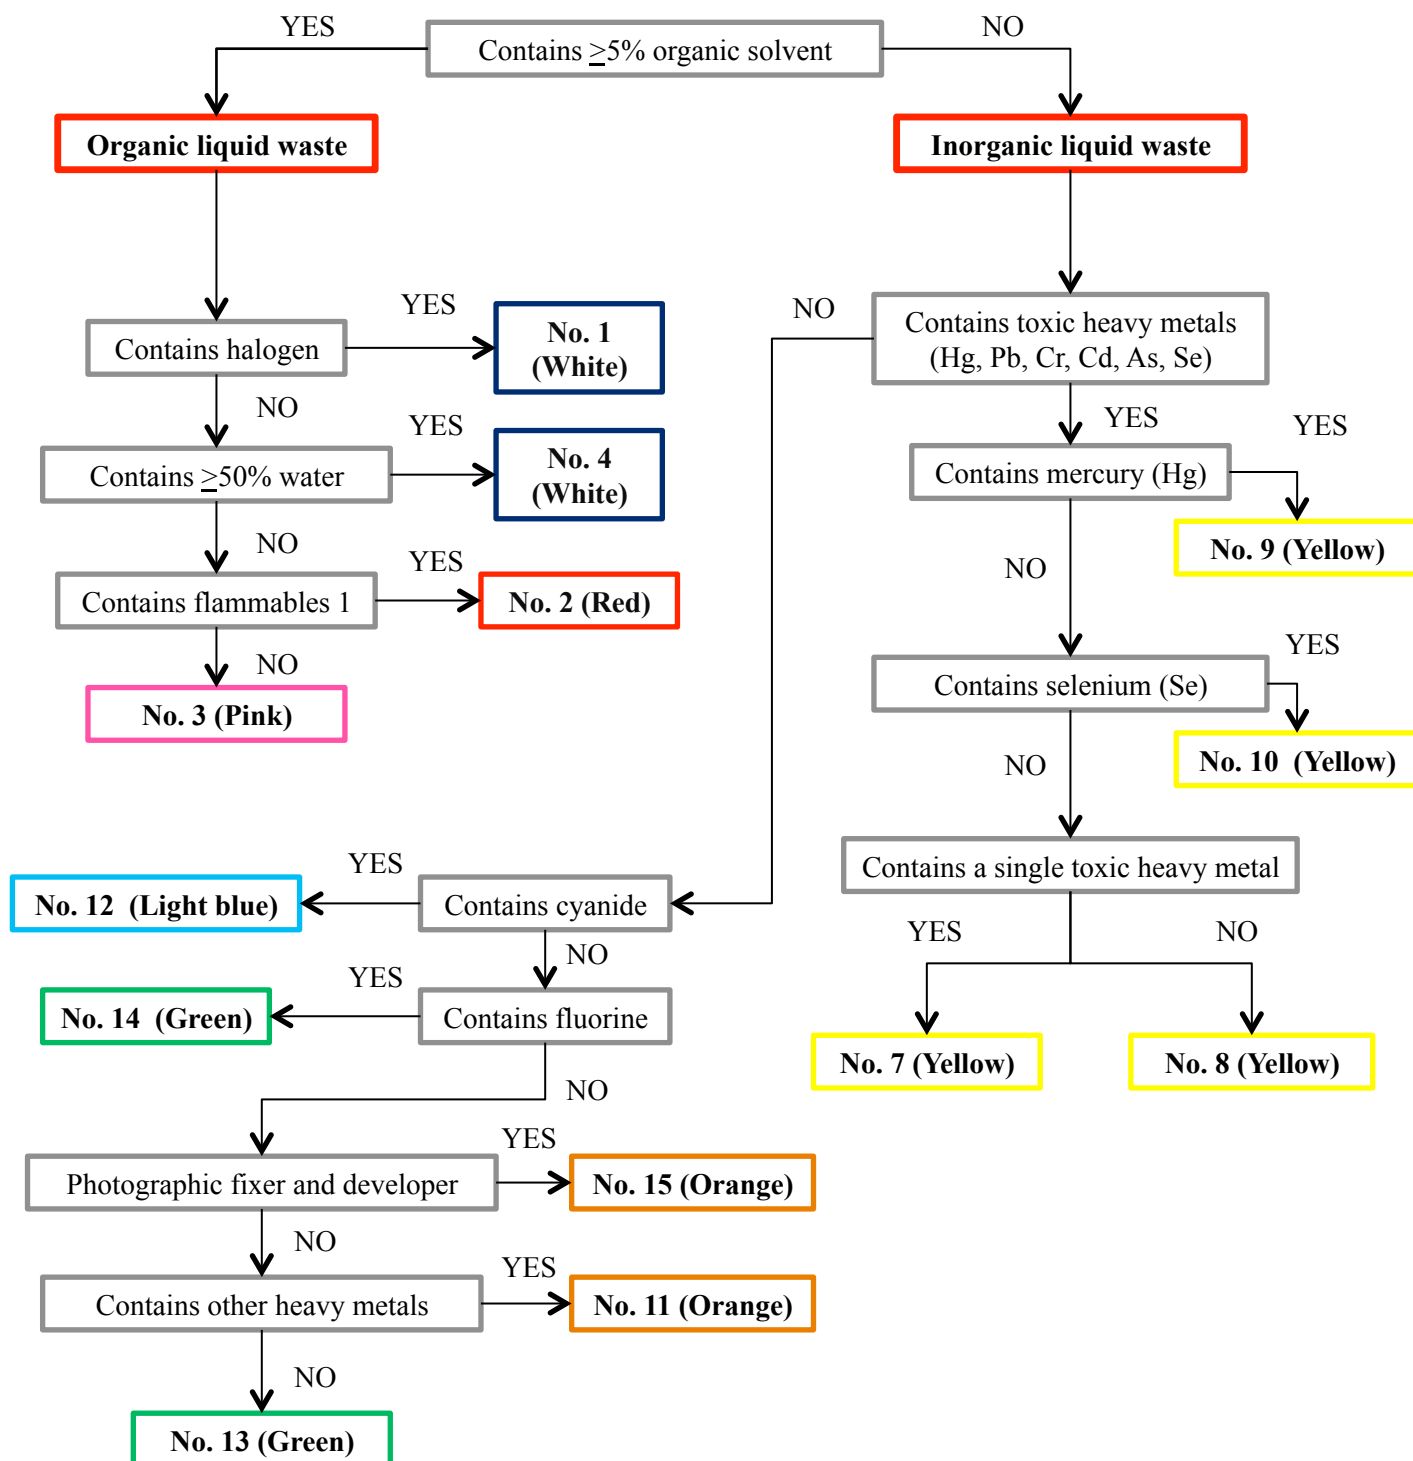 YES
Contains ≥5% organic solvent
NO
Organic liquid waste
Inorganic liquid waste
YES
Contains halogen
No. 1
(White)
NO
YES
Contains ≥50% water
No. 4
(White)
NO
YES
Contains flammables 1
No. 2 (Red)
NO
No. 3 (Pink)
NO
Contains toxic heavy metals
(Hg, Pb, Cr, Cd, As, Se)
YES
YES
Contains mercury (Hg)
No. 9 (Yellow)
NO
YES
Contains selenium (Se)
No. 10 (Yellow)
NO
Contains a single toxic heavy metal
YES
NO
No. 7 (Yellow)
No. 8 (Yellow)
YES
No. 12 (Light blue)
Contains cyanide
NO
YES
No. 14 (Green)
Contains fluorine
NO
YES
Photographic fixer and developer
No. 15 (Orange)
NO
YES
Contains other heavy metals
No. 11 (Orange)
NO
No. 13 (Green)